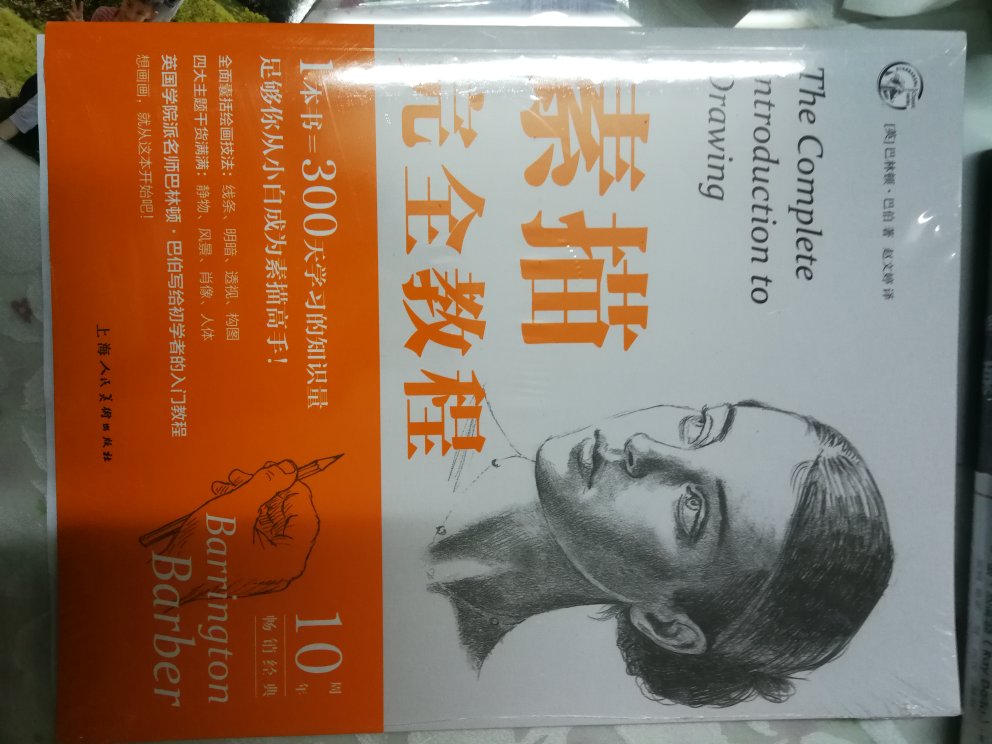 The Complete
Introduction to
Drawing
[英] 巴林顿·巴伯 著 赵文婷 译
素描
完全教程
1本书=300天学习的知识量
足够你从小白成为素描高手!
全面囊括绘画技法:线条、明暗、透视、构图
四大主题干货满满:静物、风景、肖像、人体
英国学院派名师巴林顿·巴伯写给初学者的入门教程
想画画,就从这本开始吧!
10周年
畅销经典
Barrington
Barber
上海人民美术出版社